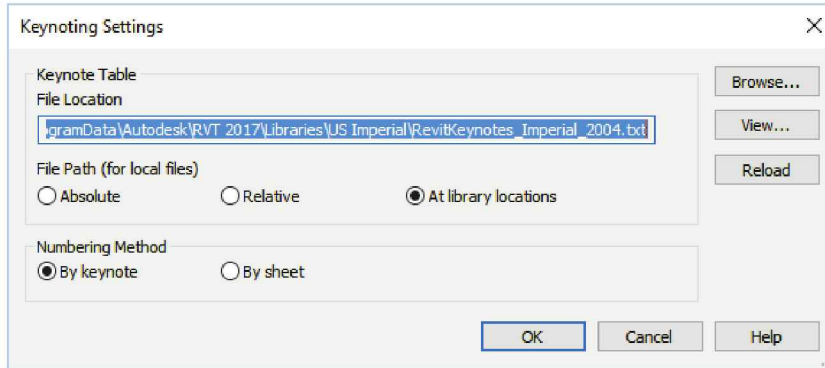 Keynoting Settings
Keynote Table
File Location
ogramData\Autodesk\RVT 2017\Libraries\US Imperial\RevitKeynotes_Imperial_2004.txt
File Path (for local files)
Absolute Relative At library locations
Numbering Method
By keynote By sheet
Browse...
View...
Reload
OK Cancel Help